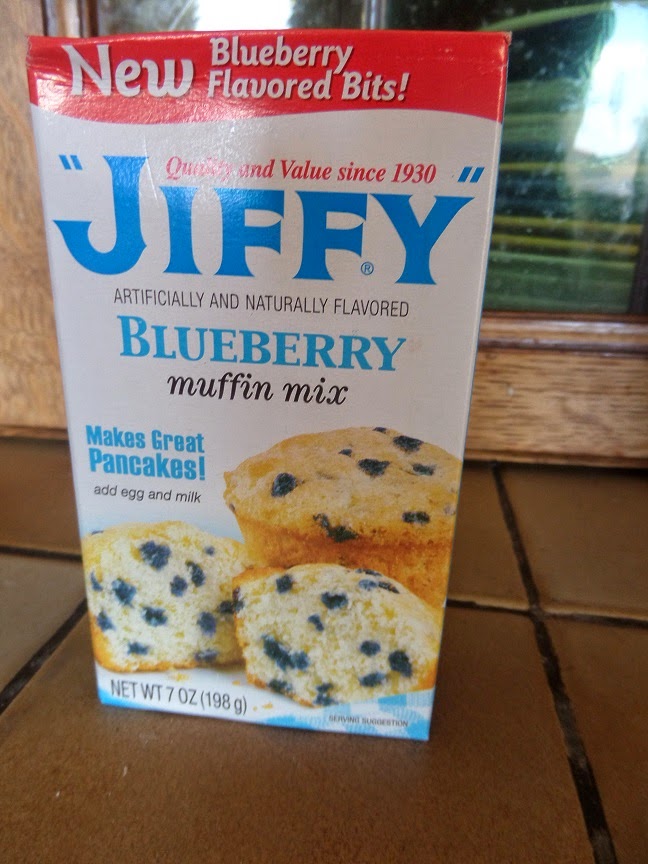 New Blueberry
Flavored Bits!
Quality and Value since 1930
"JIFFY"®
ARTIFICIALLY AND NATURALLY FLAVORED
BLUEBERRY
muffin mix
Makes Great
Pancakes!
add egg and milk
NET WT 7 OZ (198 g)
SERVING SUGGESTION